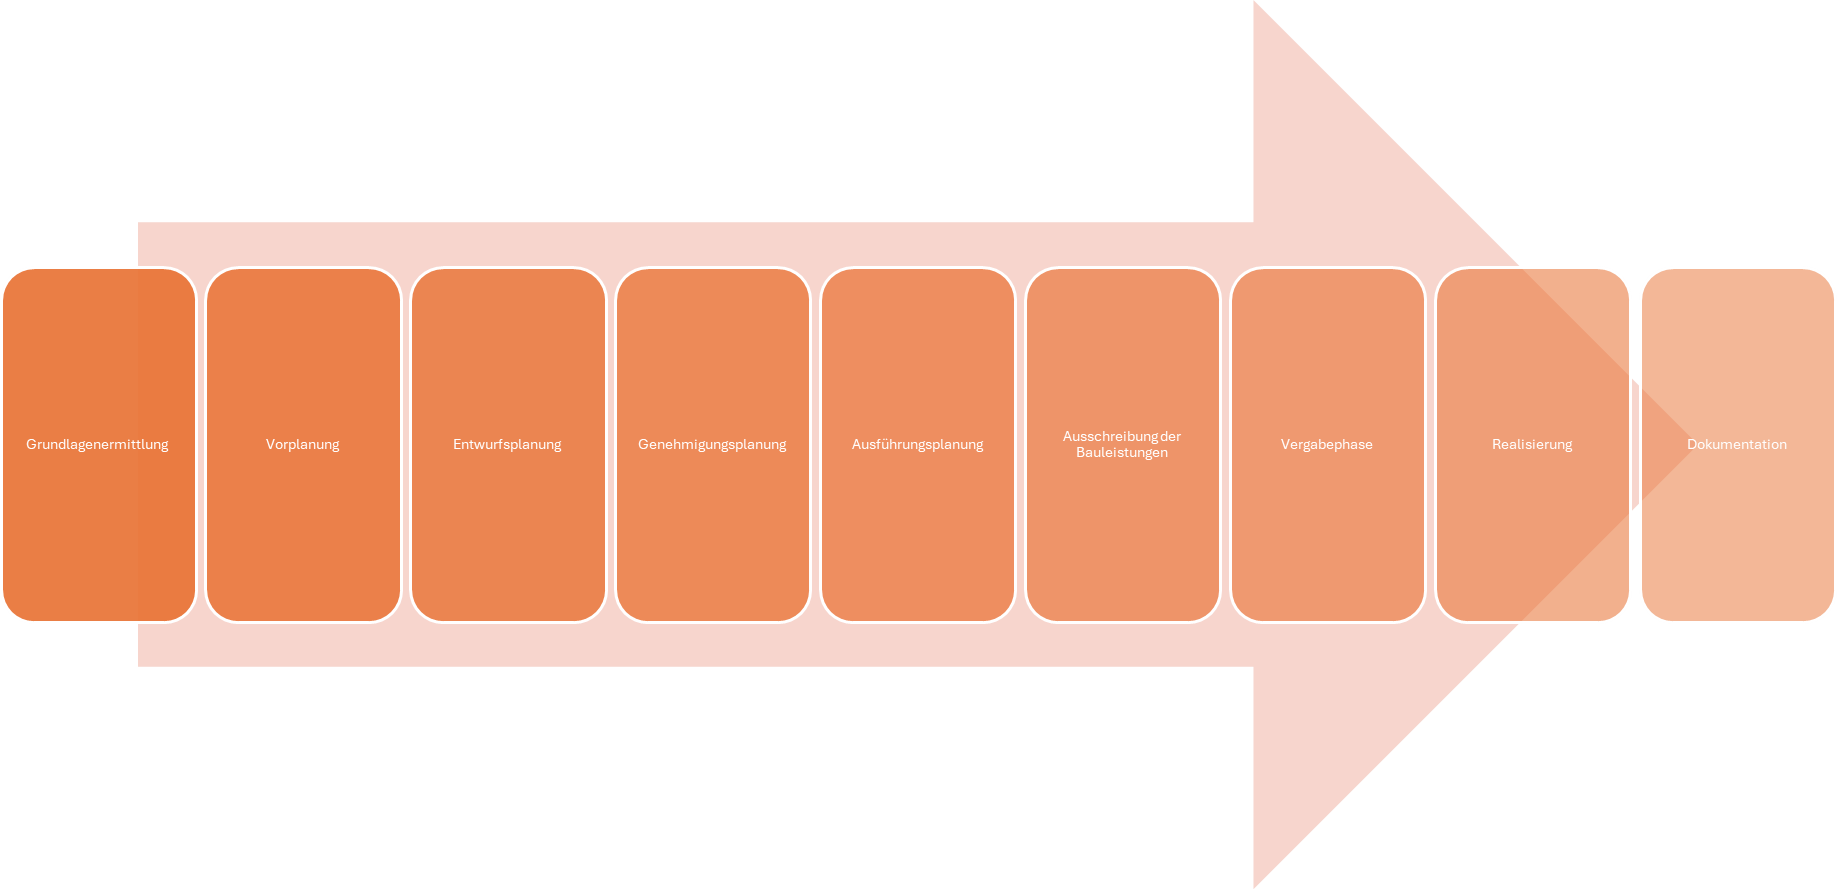 Grundlagenermittlung
Vorplanung
Entwurfsplanung
Genehmigungsplanung
Ausführungsplanung
Ausschreibung der
Bauleistungen
Vergabephase
Realisierung
Dokumentation